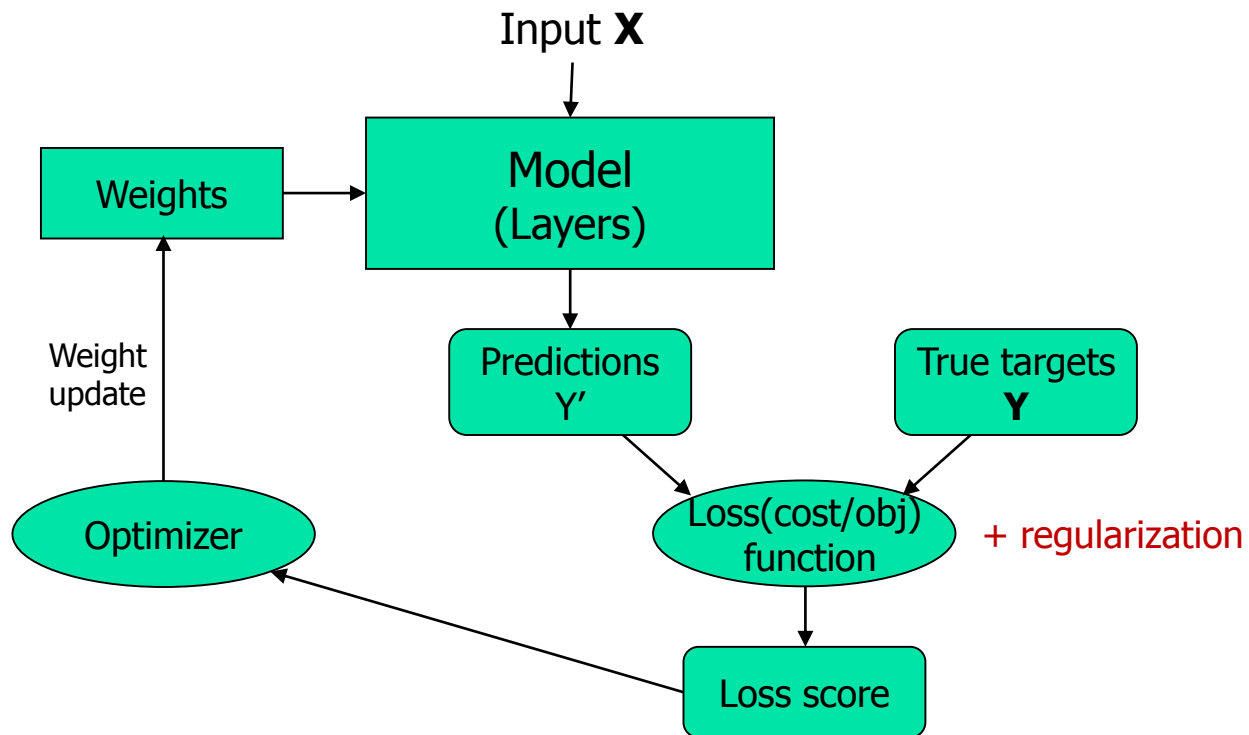 Input X
Model
(Layers)
Weights
Weight
update
Predictions
Y’
True targets
Y
Loss(cost/obj)
function
+ regularization
Optimizer
Loss score